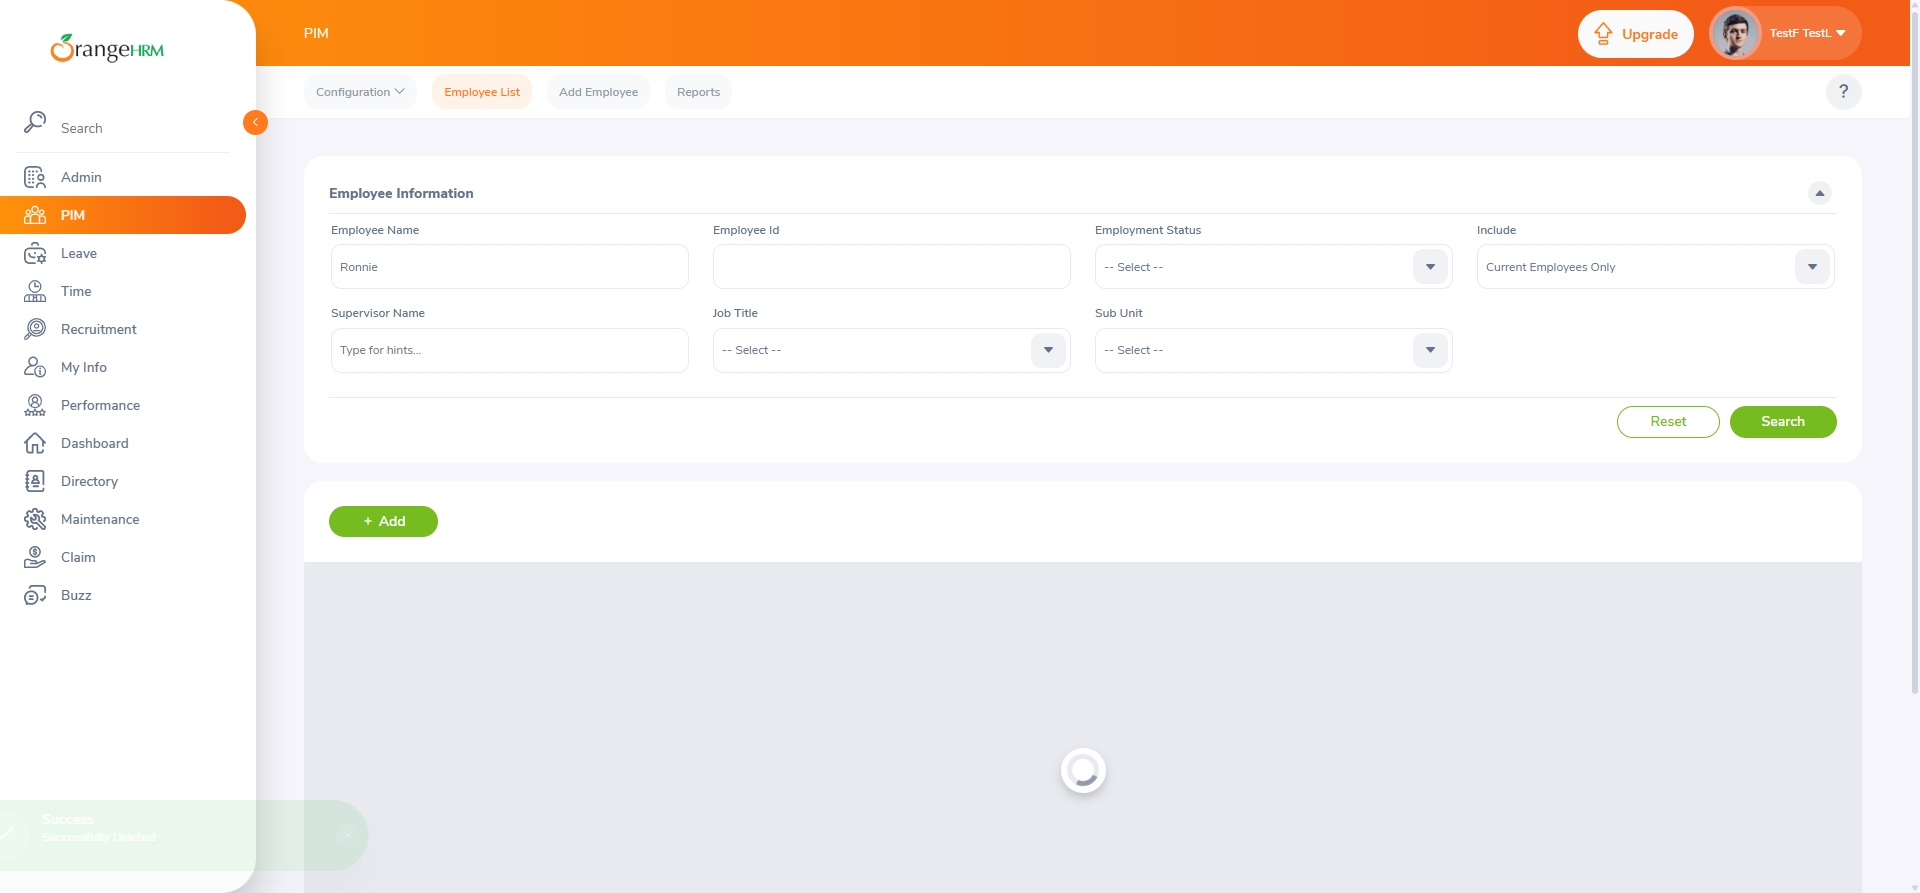 OrangeHRM
PIM
Upgrade
TestF TestL
Configuration
Employee List
Add Employee
Reports
?
Search
Admin
PIM
Leave
Time
Recruitment
My Info
Performance
Dashboard
Directory
Maintenance
Claim
Buzz
Employee Information
Employee Name
Employee Id
Employment Status
Include
Ronnie
-- Select --
Current Employees Only
Supervisor Name
Job Title
Sub Unit
Type for hints...
-- Select --
-- Select --
Reset
Search
+ Add
Success
Successfully Deleted